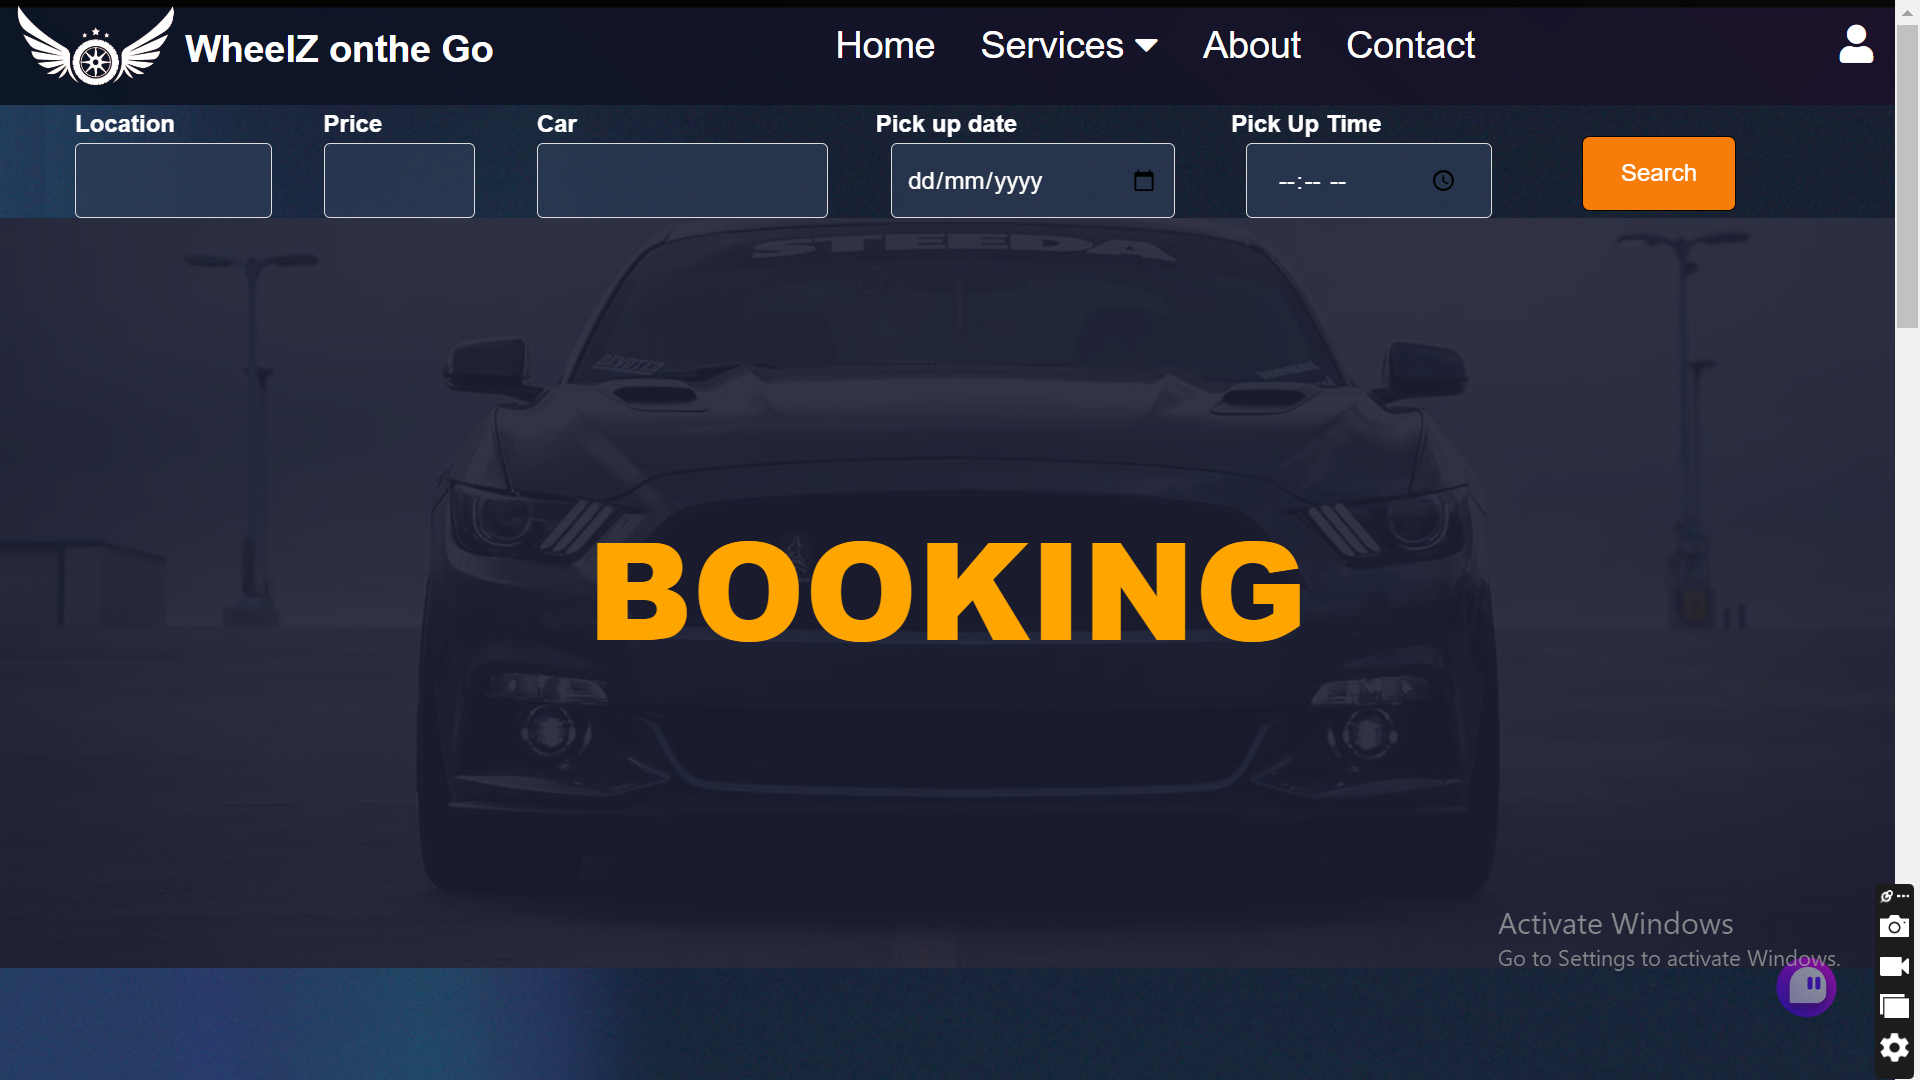 WheelZ onthe Go
Home Services About Contact
Location Price Car Pick up date Pick Up Time
dd/mm/yyyy --:-- -- Search
STEEDA
DEVOTED
BOOKING
Activate Windows
Go to Settings to activate Windows.